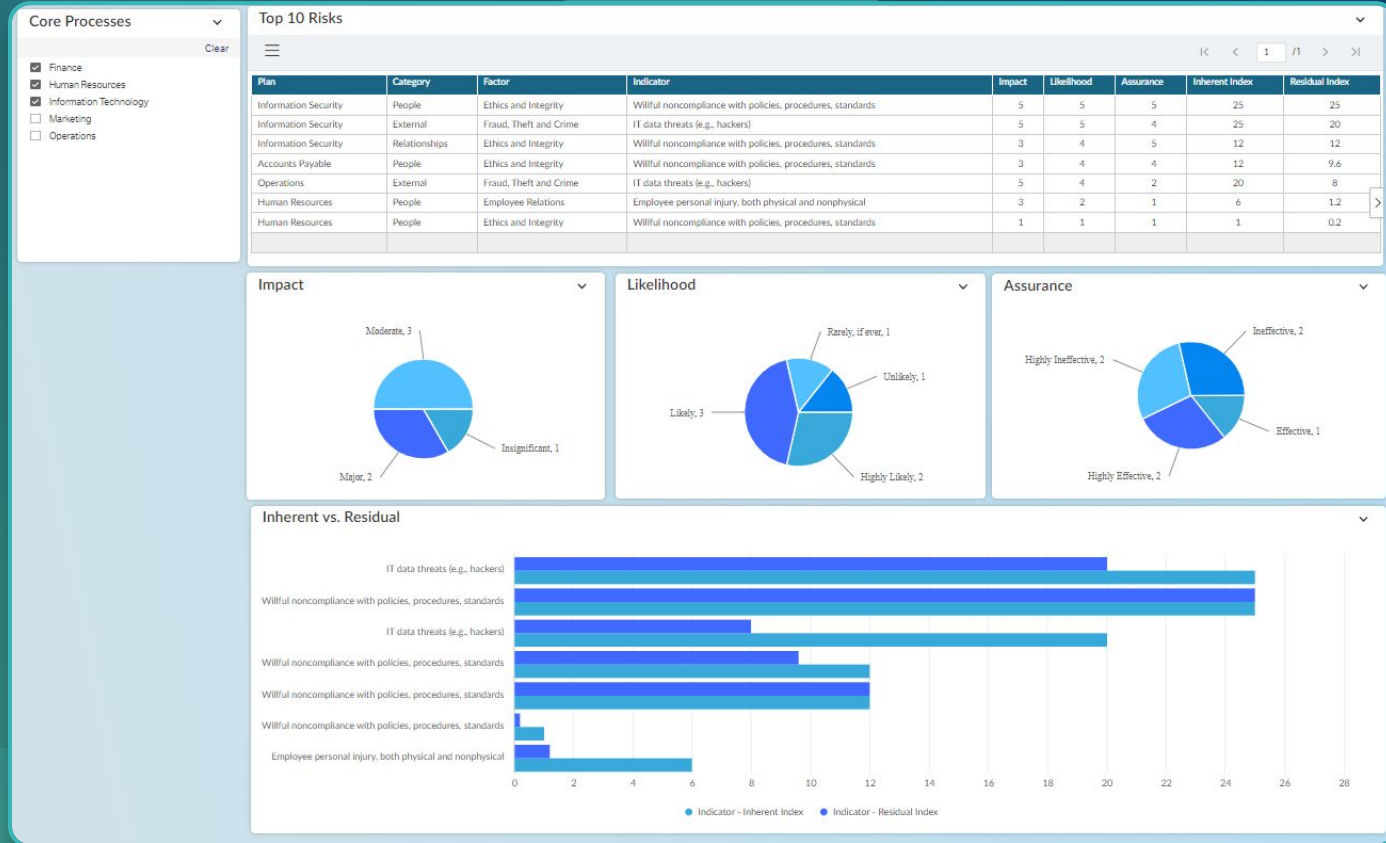 Core Processes
Clear
Finance
Human Resources
Information Technology
Marketing
Operations
Top 10 Risks
1 /1
Plan Category Factor Indicator Impact Likelihood Assurance Inherent Index Residual Index
Information Security People Ethics and Integrity Willful noncompliance with policies, procedures, standards 5 5 5 25 25
Information Security External Fraud, Theft and Crime IT data threats (e.g., hackers) 5 5 4 25 20
Information Security Relationships Ethics and Integrity Willful noncompliance with policies, procedures, standards 3 4 5 12 12
Accounts Payable People Ethics and Integrity Willful noncompliance with policies, procedures, standards 3 4 4 12 9.6
Operations External Fraud, Theft and Crime IT data threats (e.g., hackers) 5 4 2 20 8
Human Resources People Employee Relations Employee personal injury, both physical and nonphysical 3 2 1 6 1.2
Human Resources People Ethics and Integrity Willful noncompliance with policies, procedures, standards 1 1 1 1 0.2
Impact
Moderate, 3
Insignificant, 1
Major, 2
Likelihood
Rarely, if ever, 1
Unlikely, 1
Likely, 3
Highly Likely, 2
Assurance
Ineffective, 2
Highly Ineffective, 2
Effective, 1
Highly Effective, 2
Inherent vs. Residual
IT data threats (e.g., hackers)
Willful noncompliance with policies, procedures, standards
IT data threats (e.g., hackers)
Willful noncompliance with policies, procedures, standards
Willful noncompliance with policies, procedures, standards
Willful noncompliance with policies, procedures, standards
Employee personal injury, both physical and nonphysical
0 2 4 6 8 10 12 14 16 18 20 22 24 26 28
Indicator - Inherent Index Indicator - Residual Index